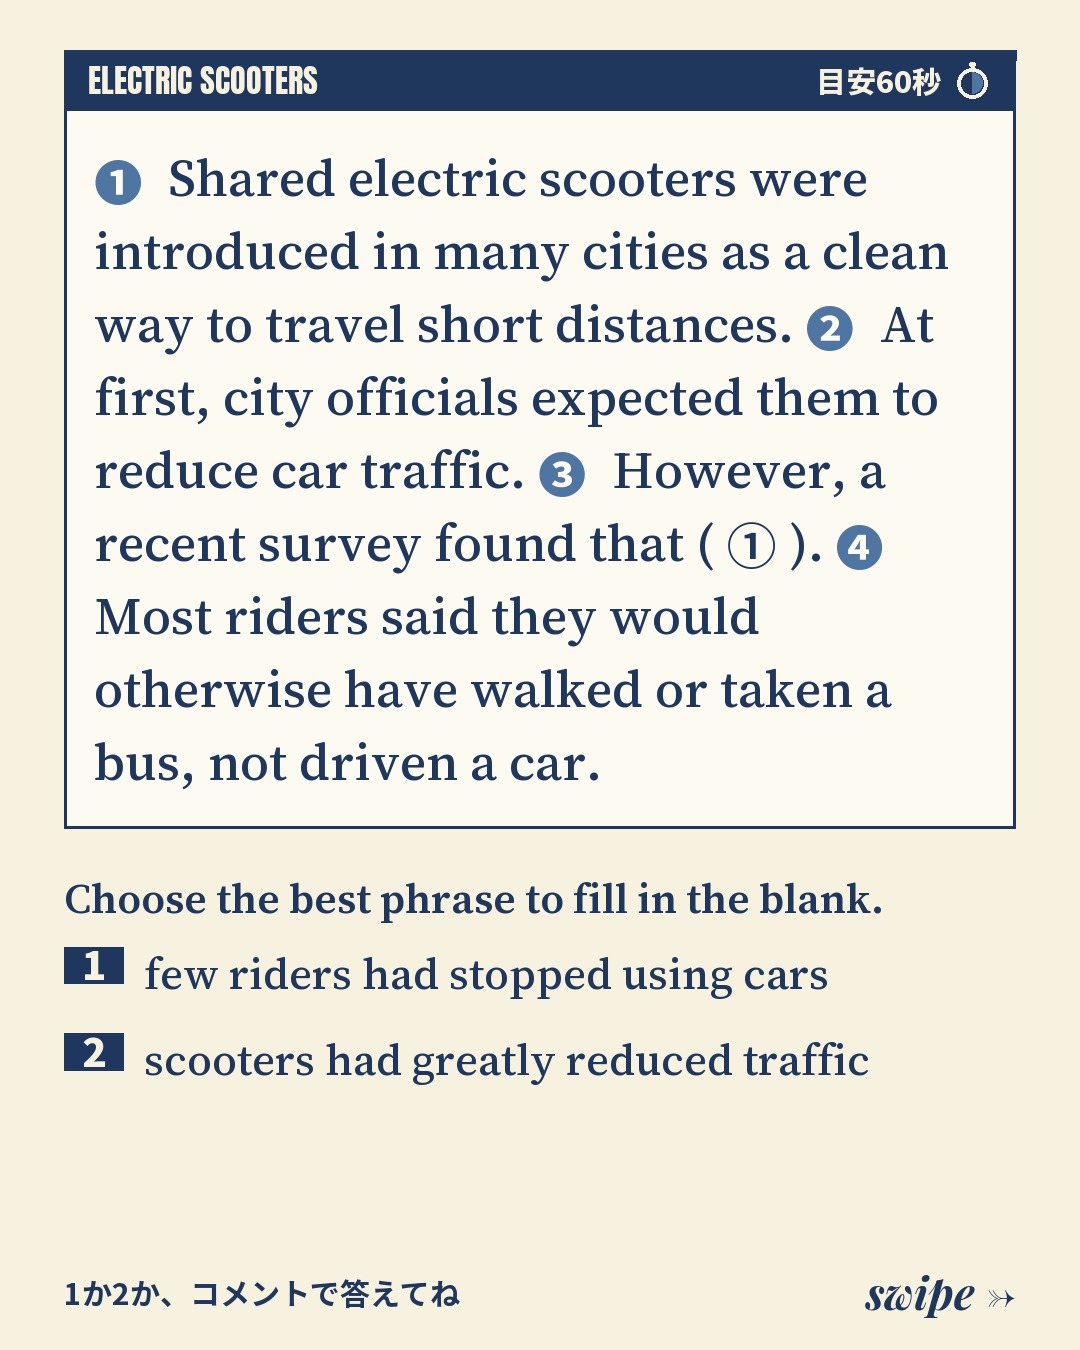 ELECTRIC SCOOTERS
目安60秒
❶ Shared electric scooters were
introduced in many cities as a clean
way to travel short distances. ❷ At
first, city officials expected them to
reduce car traffic. ❸ However, a
recent survey found that ( ① ). ❹
Most riders said they would
otherwise have walked or taken a
bus, not driven a car.
Choose the best phrase to fill in the blank.
1 few riders had stopped using cars
2 scooters had greatly reduced traffic
1か2か、コメントで答えてね
swipe